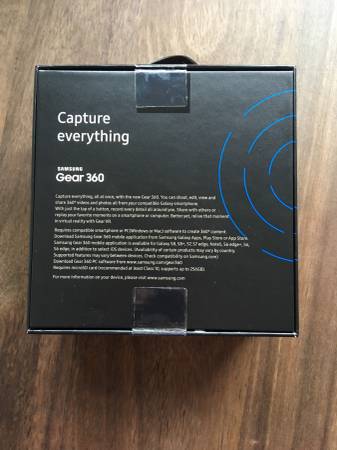 Capture
everything
SAMSUNG
Gear 360
Capture everything, all at once, with the new Gear 360. You can shoot, edit, view and
share 360° videos and photos all from your compatible Galaxy smartphone.
With just the tap of a button, record every detail all around you. Share with others or
replay your favorite moments on a smartphone or computer. Better yet, relive that moment
in virtual reality with Gear VR.
Requires compatible smartphone or PC(Windows or Mac) software to create 360° content.
Download Samsung Gear 360 mobile application from Samsung Galaxy Apps, Play Store or App Store.
Samsung Gear 360 mobile application is available for Galaxy S8, S8+, S7, S7 edge, Note5, S6 edge+, S6,
S6 edge, in addition to select iOS devices. (Availability of certain products may vary by country.
Supported features may vary between devices. Check compatibility on Samsung.com)
Download Gear 360 PC software from www.samsung.com/gear360
Requires microSD card (recommended at least Class 10, supports up to 256GB).
For more information on your device, please visit www.samsung.com